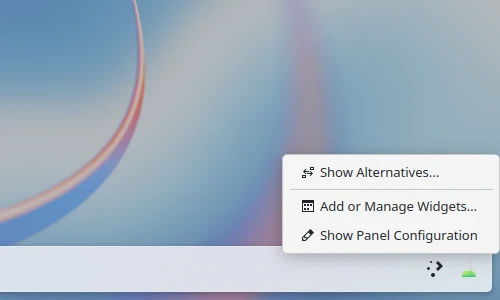 Show Alternatives...
Add or Manage Widgets...
Show Panel Configuration